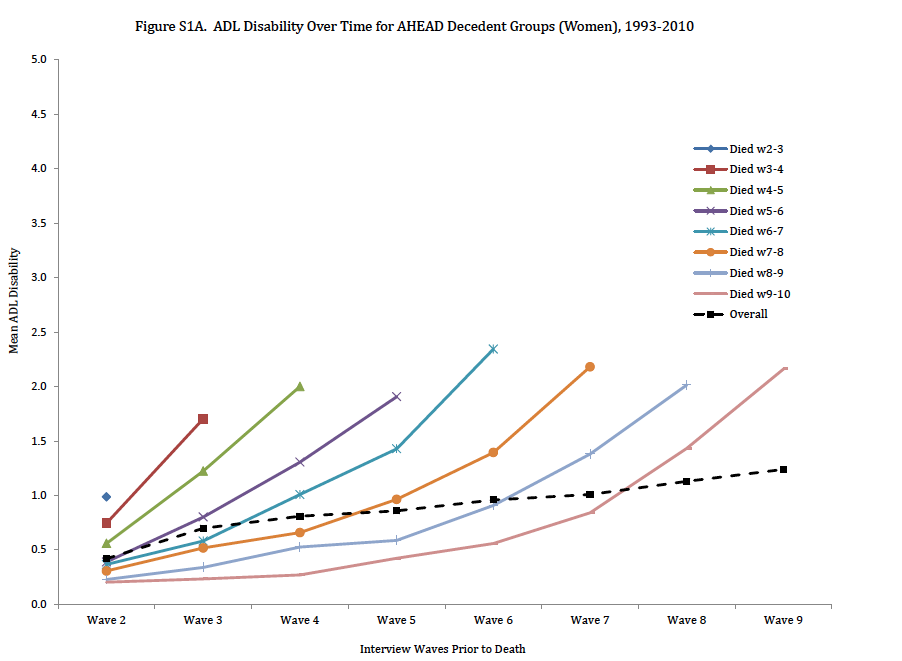 Figure S1A.  ADL Disability Over Time for AHEAD Decedent Groups (Women), 1993-2010
5.0
4.5
4.0
3.5
3.0
2.5
2.0
1.5
1.0
0.5
0.0
Mean ADL Disability
Died w2-3
Died w3-4
Died w4-5
Died w5-6
Died w6-7
Died w7-8
Died w8-9
Died w9-10
Overall
Wave 2 Wave 3 Wave 4 Wave 5 Wave 6 Wave 7 Wave 8 Wave 9
Interview Waves Prior to Death